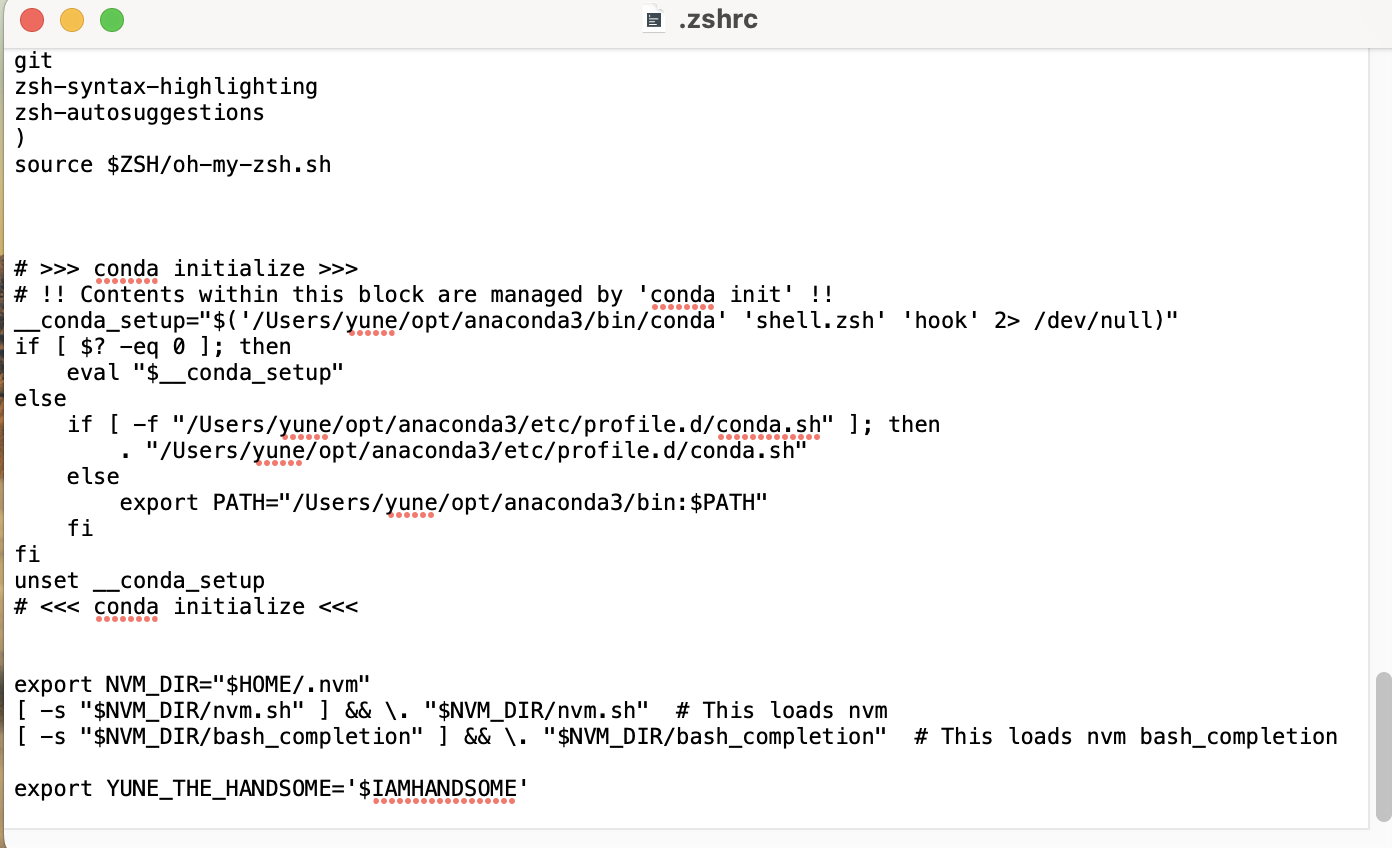 .zshrc
git
zsh-syntax-highlighting
zsh-autosuggestions
)
source $ZSH/oh-my-zsh.sh
# >>> conda initialize >>>
# !! Contents within this block are managed by 'conda init' !!
__conda_setup="$('/Users/yune/opt/anaconda3/bin/conda' 'shell.zsh' 'hook' 2> /dev/null)"
if [ $? -eq 0 ]; then
    eval "$__conda_setup"
else
    if [ -f "/Users/yune/opt/anaconda3/etc/profile.d/conda.sh" ]; then
        . "/Users/yune/opt/anaconda3/etc/profile.d/conda.sh"
    else
        export PATH="/Users/yune/opt/anaconda3/bin:$PATH"
    fi
fi
unset __conda_setup
# <<< conda initialize <<<
export NVM_DIR="$HOME/.nvm"
[ -s "$NVM_DIR/nvm.sh" ] && \. "$NVM_DIR/nvm.sh"  # This loads nvm
[ -s "$NVM_DIR/bash_completion" ] && \. "$NVM_DIR/bash_completion"  # This loads nvm bash_completion
export YUNE_THE_HANDSOME='$IAMHANDSOME'